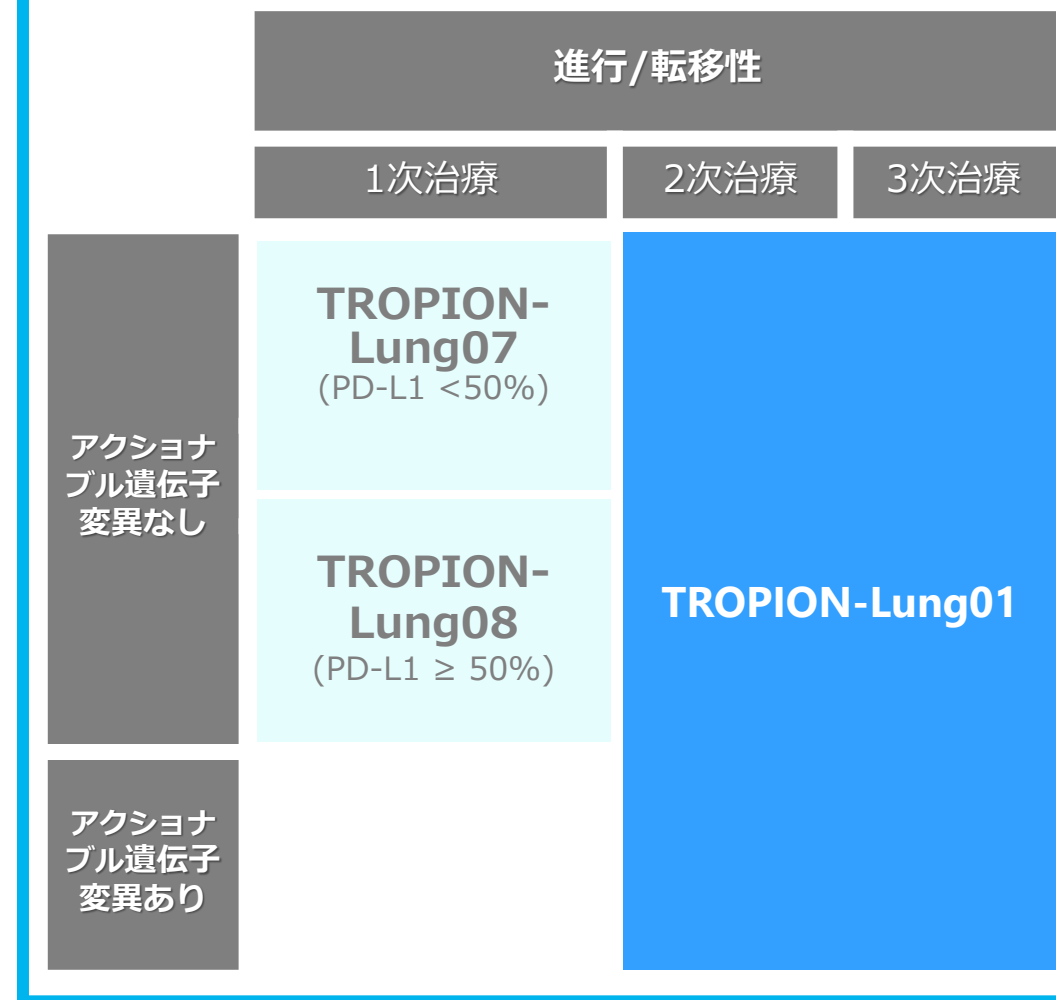 進行/転移性
1次治療
2次治療
3次治療
アクショナ
ブル遺伝子
変異なし
TROPION-
Lung07
(PD-L1 <50%)
TROPION-
Lung08
(PD-L1 ≥ 50%)
TROPION-Lung01
アクショナ
ブル遺伝子
変異あり